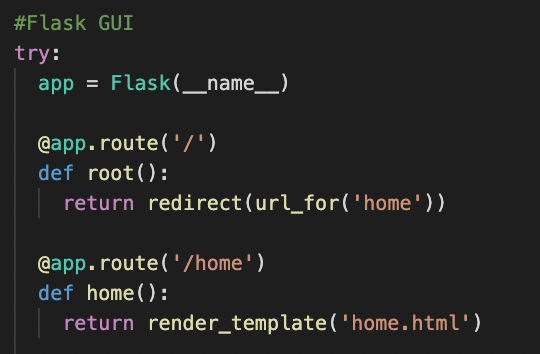 #Flask GUI
try:
  app = Flask(__name__)

  @app.route('/')
  def root():
    return redirect(url_for('home'))

  @app.route('/home')
  def home():
    return render_template('home.html')